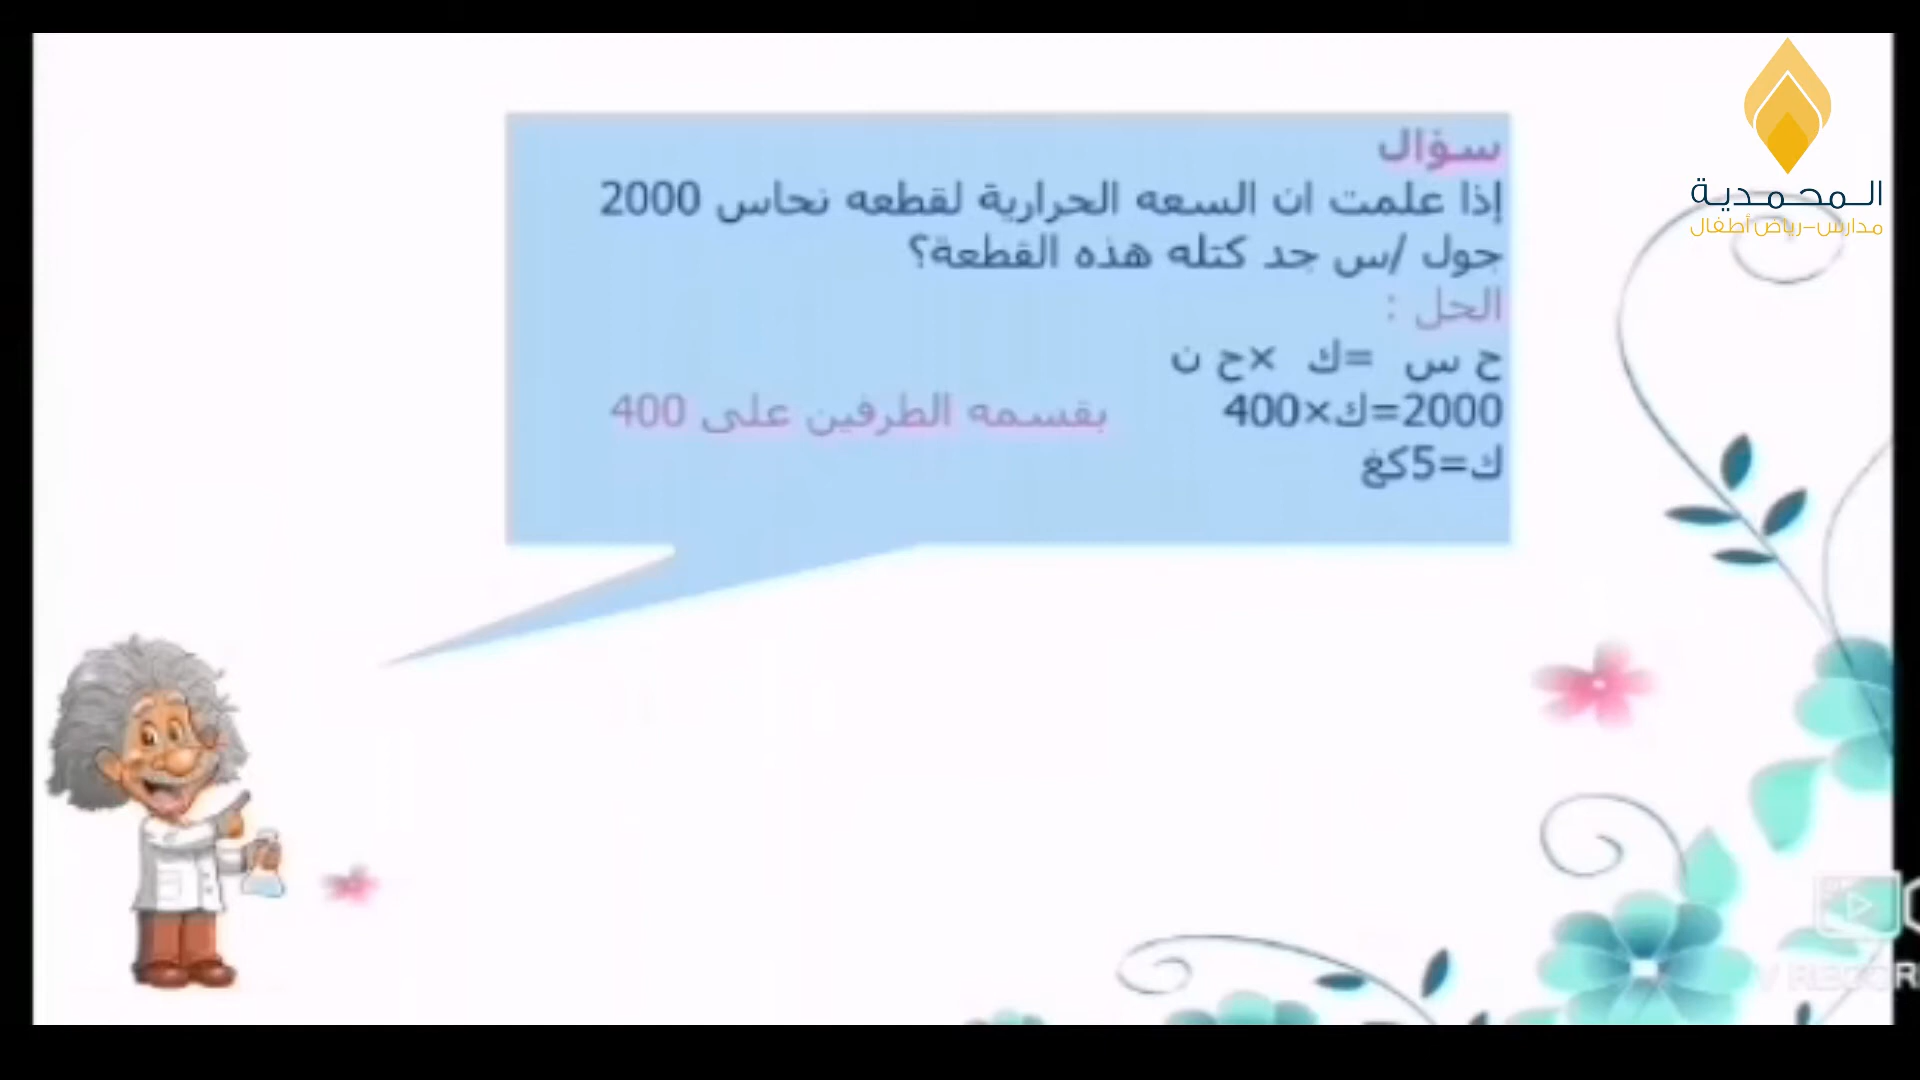 سؤال
إذا علمت ان السعه الحرارية لقطعه نحاس 2000
جول /س جد كتله هذه القطعة؟
الحل :
ح س =ك ×ح ن
2000=ك×400 بقسمه الطرفين على 400
ك=5كغ
المحمدية
مدارس-رياض أطفال